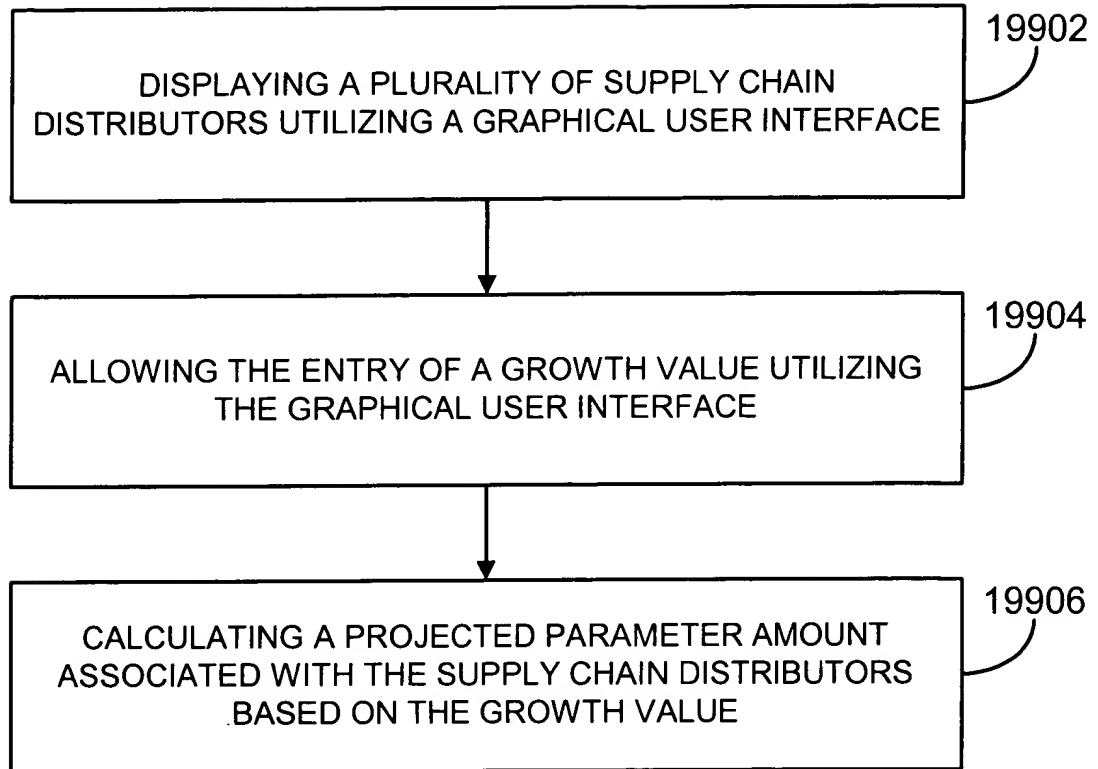 19902
DISPLAYING A PLURALITY OF SUPPLY CHAIN
DISTRIBUTORS UTILIZING A GRAPHICAL USER INTERFACE
19904
ALLOWING THE ENTRY OF A GROWTH VALUE UTILIZING
THE GRAPHICAL USER INTERFACE
19906
CALCULATING A PROJECTED PARAMETER AMOUNT
ASSOCIATED WITH THE SUPPLY CHAIN DISTRIBUTORS
BASED ON THE GROWTH VALUE